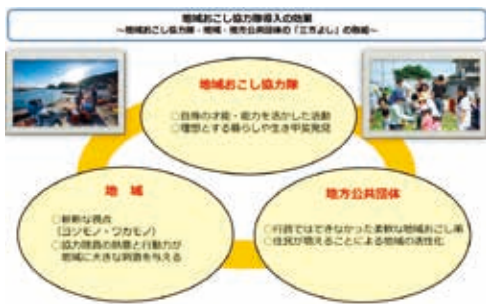 地域おこし協力隊導入の効果
～地域おこし協力隊・地域・地方公共団体の「三方よし」の取組～
地域おこし協力隊
○自身の才能・能力を活かした活動
○理想とする暮らしや生き甲斐発見
地 域
○斬新な視点
（ヨソモノ・ワカモノ）
○協力隊員の熱意と行動力が
地域に大きな刺激を与える
地方公共団体
○行政ではできなかった柔軟な地域おこし策
○住民が増えることによる地域の活性化